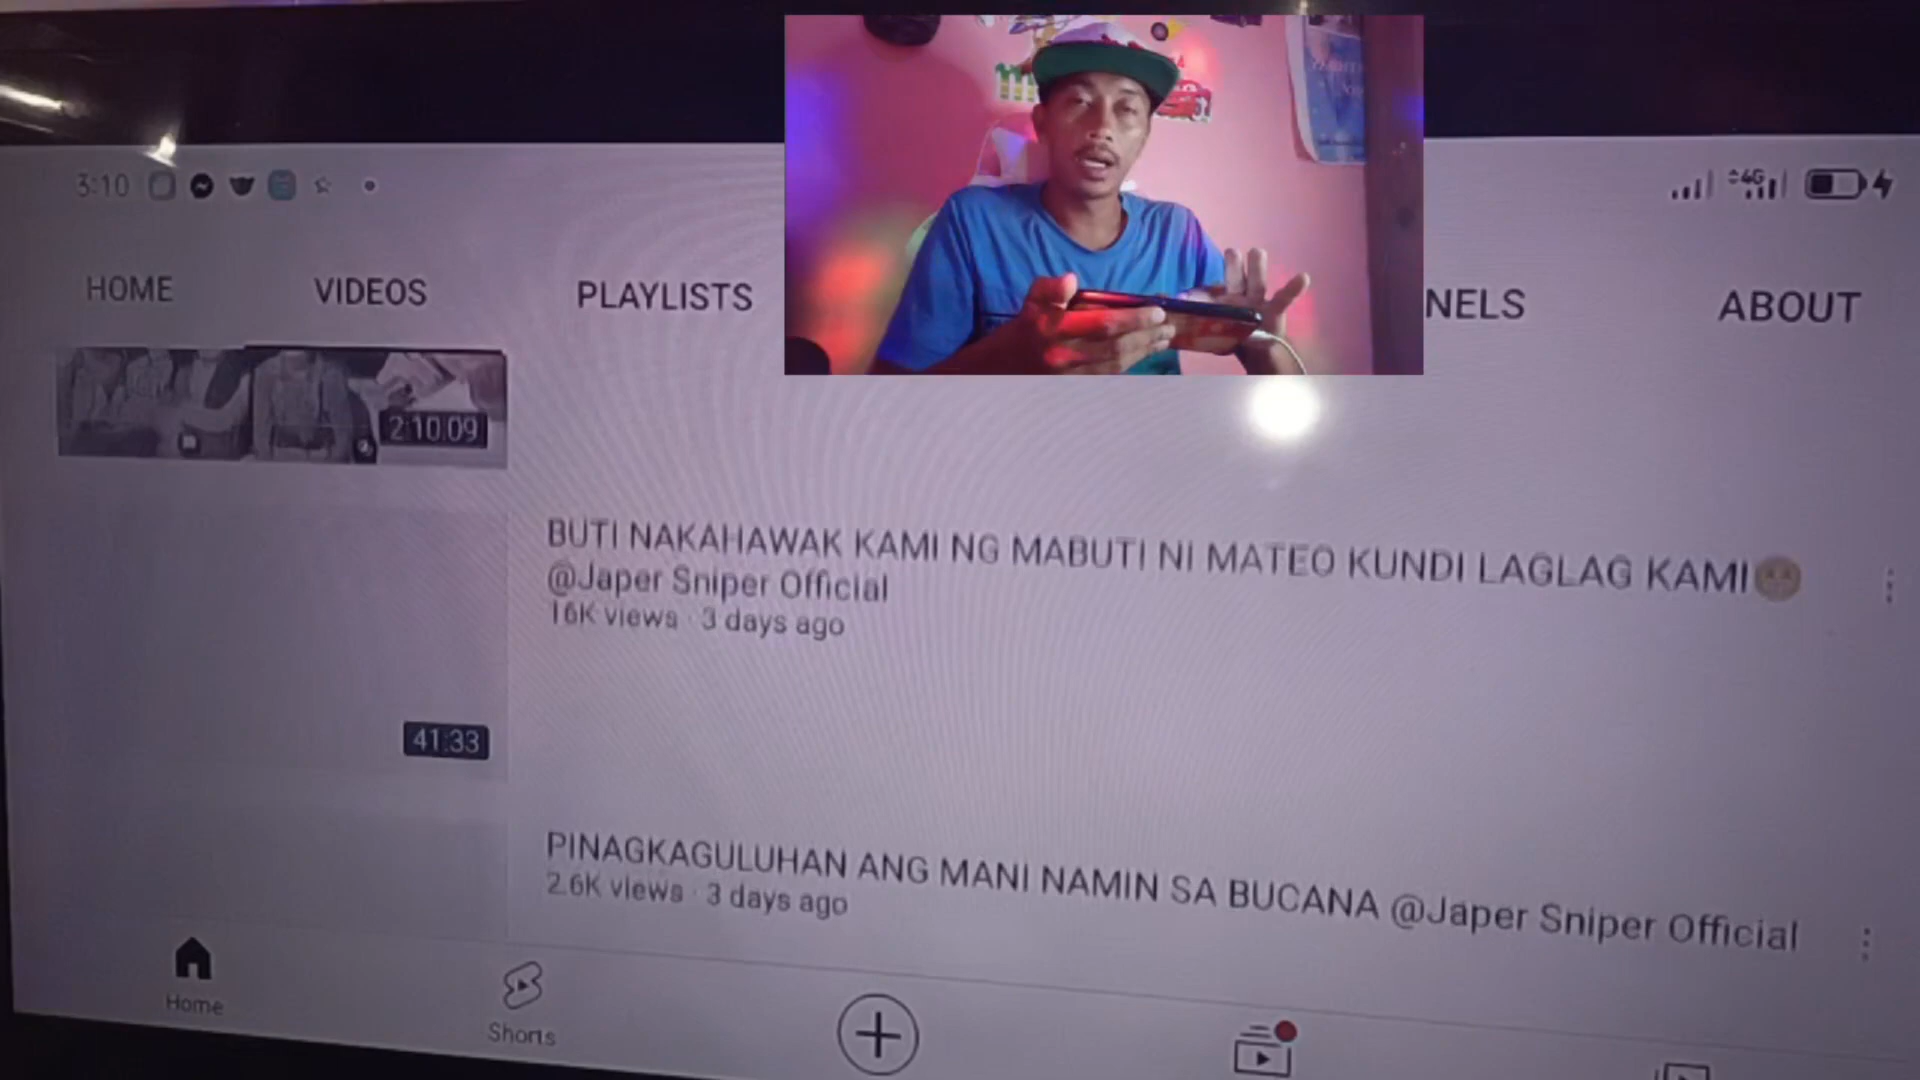 3:10
4G
HOME
VIDEOS
PLAYLISTS
NELS
ABOUT
2:10:09
BUTI NAKAHAWAK KAMI NG MABUTI NI MATEO KUNDI LAGLAG KAMI😬
@Japer Sniper Official
16K views · 3 days ago
41:33
PINAGKAGULUHAN ANG MANI NAMIN SA BUCANA @Japer Sniper Official
2.6K views · 3 days ago
Home
Shorts